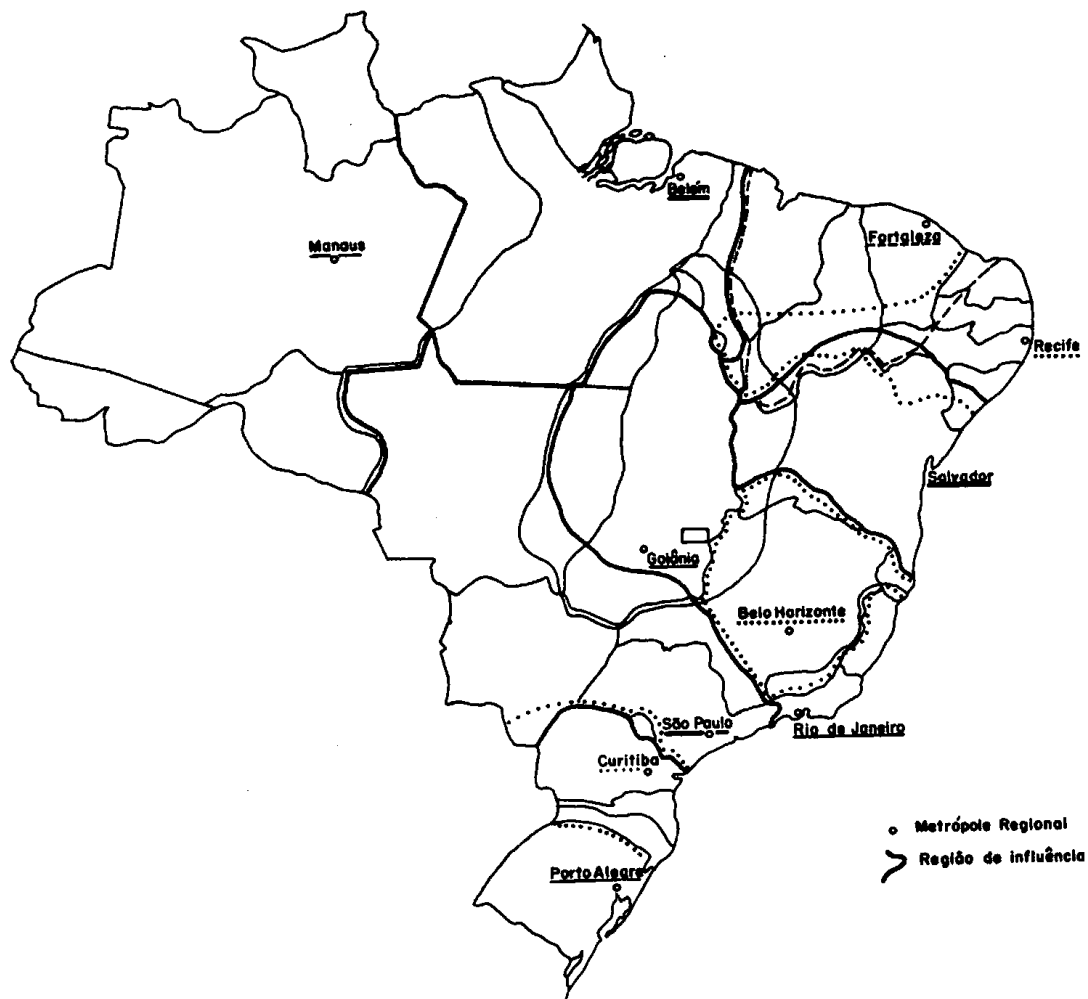 Belém
Fortaleza
Manaus
Recife
Salvador
Goiânia
Belo Horizonte
São Paulo
Rio de Janeiro
Curitiba
Metrópole Regional
Região de influência
Porto Alegre